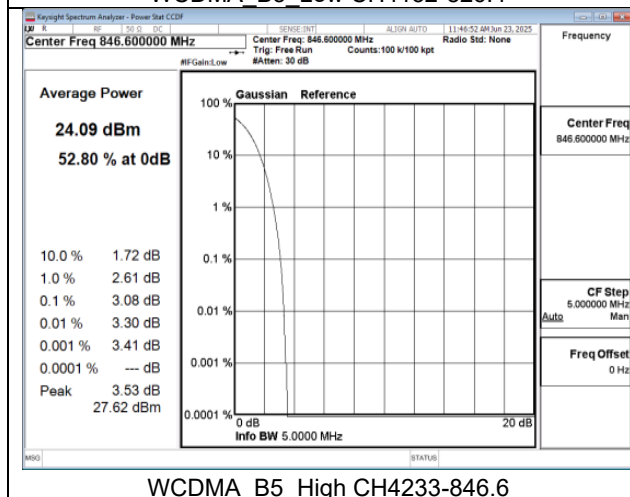 Keysight Spectrum Analyzer - Power Stat CCDF
R RF 50 Ω DC SENSE:INT ALIGN AUTO 11:46:52 AM Jun 23, 2025
Center Freq 846.600000 MHz
Center Freq: 846.600000 MHz Radio Std: None
Trig: Free Run Counts:100 k/100 kpt
#IFGain:Low #Atten: 30 dB
Frequency
Average Power
24.09 dBm
52.80 % at 0dB
10.0 % 1.72 dB
1.0 % 2.61 dB
0.1 % 3.08 dB
0.01 % 3.30 dB
0.001 % 3.41 dB
0.0001 % --- dB
Peak 3.53 dB
27.62 dBm
Gaussian Reference
100 %
10 %
1 %
0.1 %
0.01 %
0.001 %
0.0001 %
0 dB 20 dB
Info BW 5.0000 MHz
Center Freq
846.600000 MHz
CF Step
5.000000 MHz
Auto Man
Freq Offset
0 Hz
MSG STATUS
WCDMA_B5_High CH4233-846.6